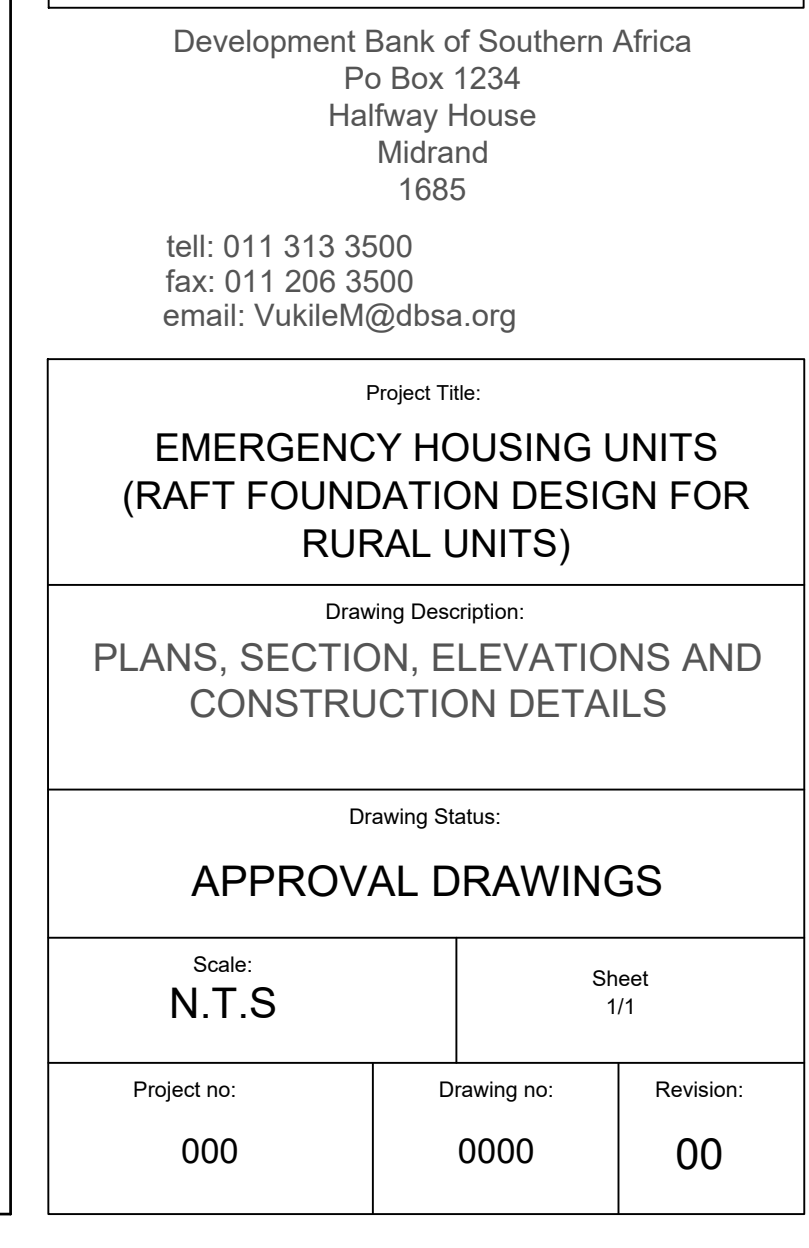 Development Bank of Southern Africa
Po Box 1234
Halfway House
Midrand
1685
tell: 011 313 3500
fax: 011 206 3500
email: VukileM@dbsa.org
Project Title:
EMERGENCY HOUSING UNITS
(RAFT FOUNDATION DESIGN FOR
RURAL UNITS)
Drawing Description:
PLANS, SECTION, ELEVATIONS AND
CONSTRUCTION DETAILS
Drawing Status:
APPROVAL DRAWINGS
Scale:
N.T.S
Sheet
1/1
Project no:
000
Drawing no:
0000
Revision:
00